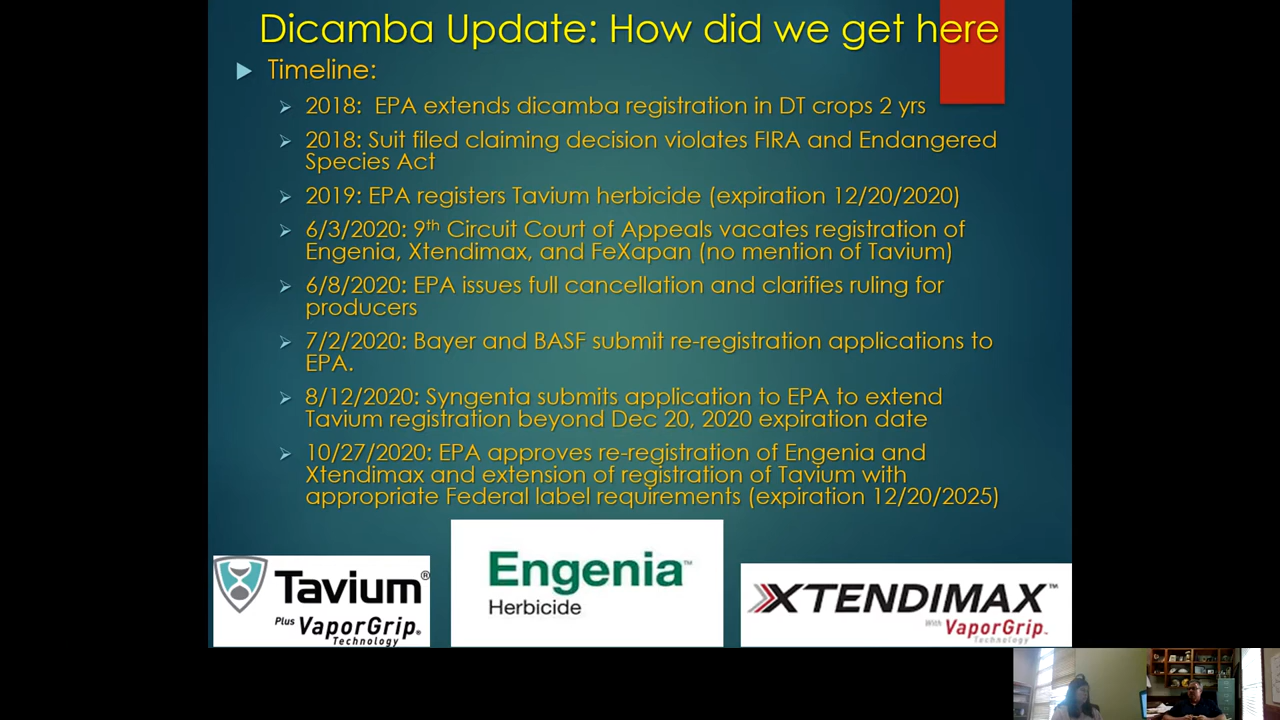 Dicamba Update: How did we get here
Timeline:
2018:  EPA extends dicamba registration in DT crops 2 yrs
2018: Suit filed claiming decision violates FIRA and Endangered
Species Act
2019: EPA registers Tavium herbicide (expiration 12/20/2020)
6/3/2020: 9th Circuit Court of Appeals vacates registration of
Engenia, Xtendimax, and FeXapan (no mention of Tavium)
6/8/2020: EPA issues full cancellation and clarifies ruling for
producers
7/2/2020: Bayer and BASF submit re-registration applications to
EPA.
8/12/2020: Syngenta submits application to EPA to extend
Tavium registration beyond Dec 20, 2020 expiration date
10/27/2020: EPA approves re-registration of Engenia and
Xtendimax and extension of registration of Tavium with
appropriate Federal label requirements (expiration 12/20/2025)
Tavium®
Plus VaporGrip®
Technology
Engenia™
Herbicide
XTENDIMAX™
With VaporGrip™
Technology